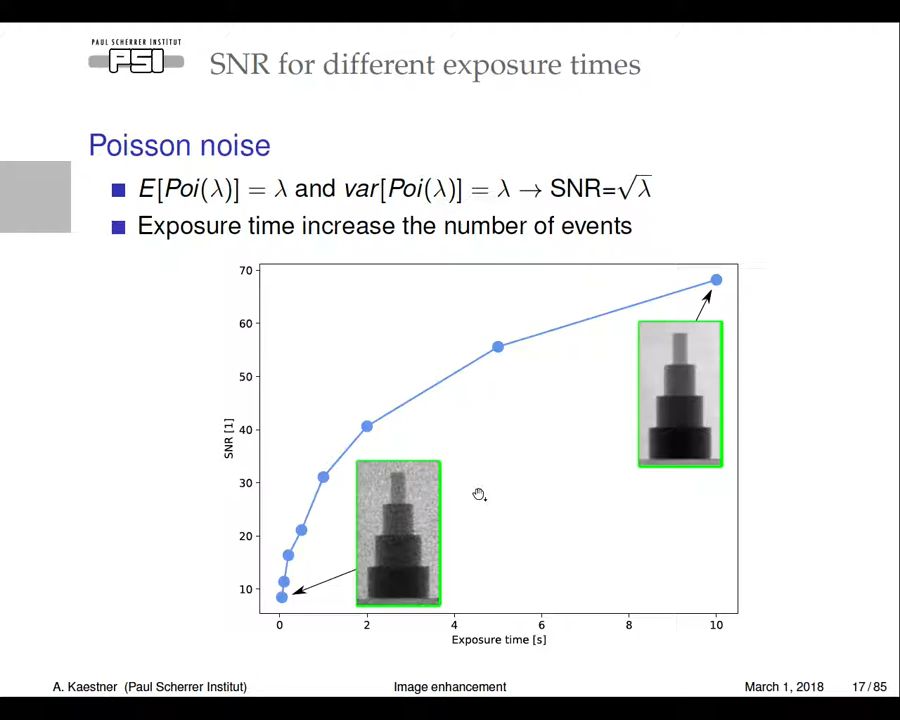 PAUL SCHERRER INSTITUT
PSI
SNR for different exposure times
Poisson noise
E[Poi(λ)] = λ and var[Poi(λ)] = λ → SNR=√λ
Exposure time increase the number of events
70
60
50
40
30
20
10
SNR [1]
0 2 4 6 8 10
Exposure time [s]
A. Kaestner (Paul Scherrer Institut) Image enhancement March 1, 2018 17 / 85